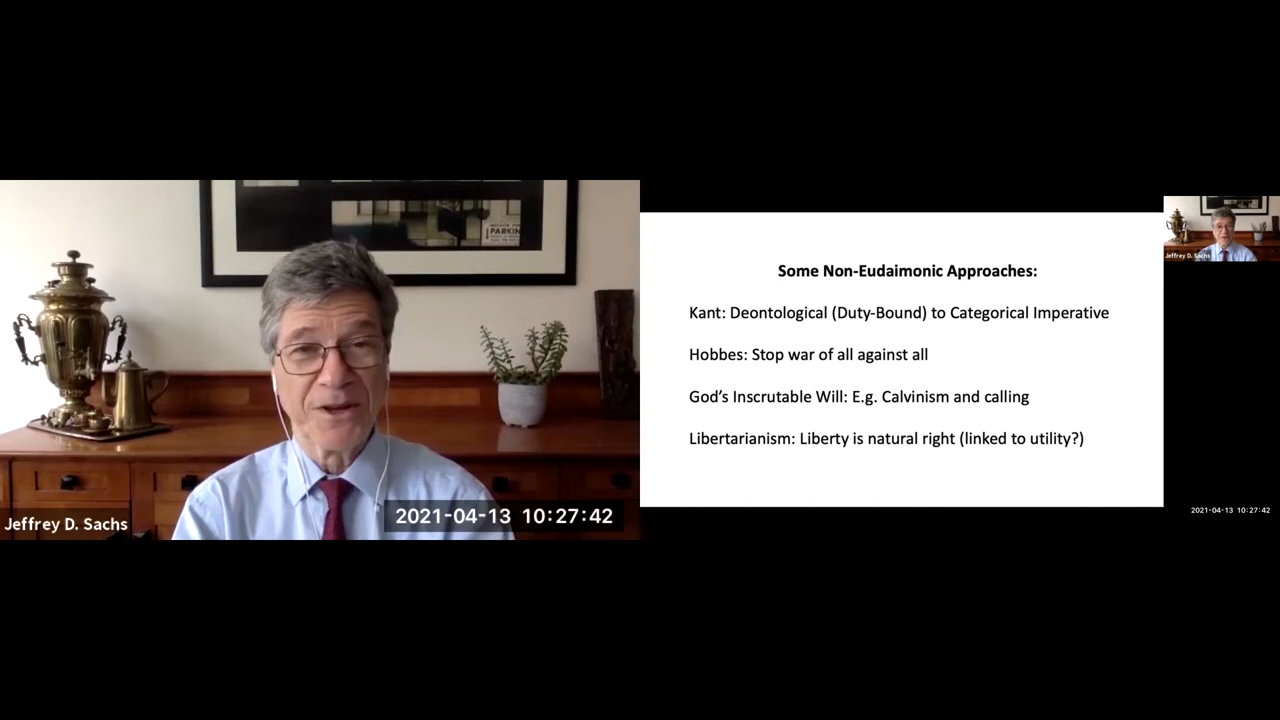 PARKIN
Jeffrey D. Sachs
2021-04-13 10:27:42
Some Non-Eudaimonic Approaches:
Kant: Deontological (Duty-Bound) to Categorical Imperative
Hobbes: Stop war of all against all
God’s Inscrutable Will: E.g. Calvinism and calling
Libertarianism: Liberty is natural right (linked to utility?)
Jeffrey D. Sachs
2021-04-13 10:27:42